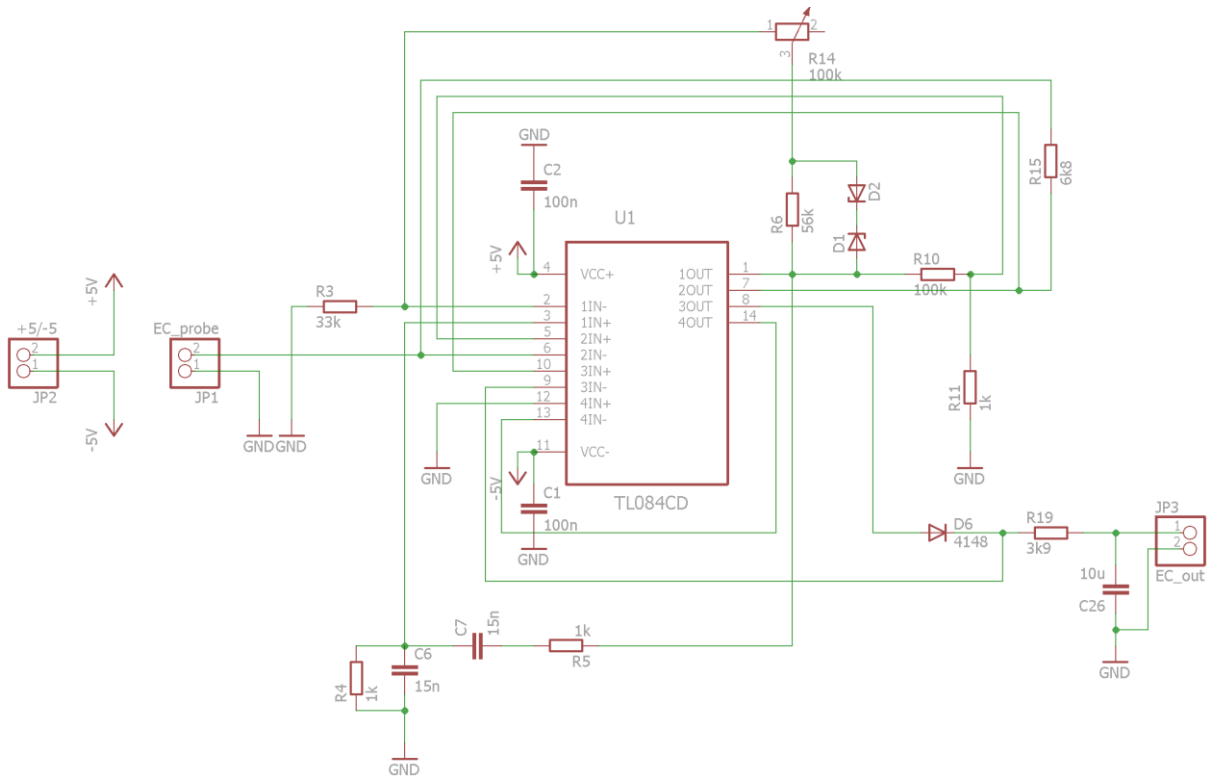 1
2
3
R14
100k
GND
C2
100n
U1
+5V
R6
56k
D2
D1
R15
6k8
4
VCC+
1OUT
1
R10
100k
2OUT
7
+5V
R3
33k
2
1IN-
3OUT
8
3
1IN+
4OUT
14
+5/-5
2
1
JP2
EC_probe
2
1
JP1
5
2IN+
6
2IN-
10
3IN+
9
3IN-
12
4IN+
13
4IN-
R11
1k
-5V
GND
GND
GND
11
VCC-
GND
-5V
C1
100n
TL084CD
GND
D6
4148
R19
3k9
JP3
1
2
EC_out
10u
C26
GND
C7
15n
1k
R5
R4
1k
C6
15n
GND